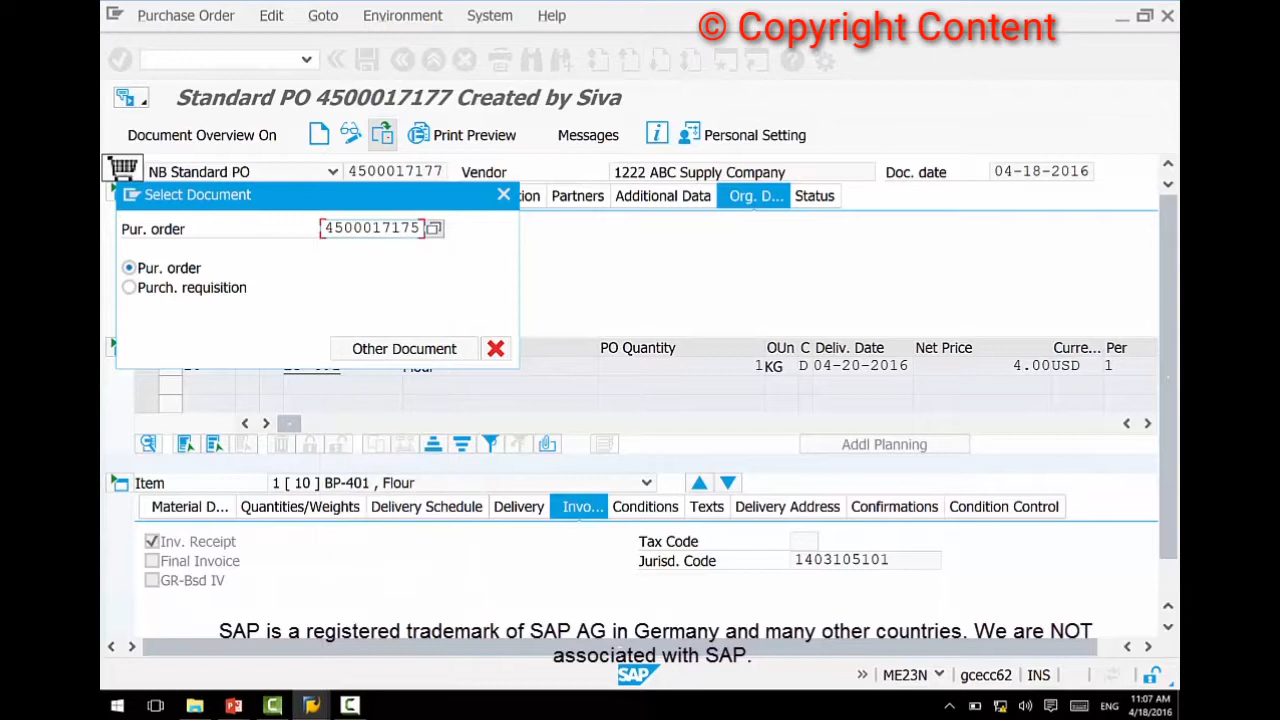 Purchase Order Edit Goto Environment System Help
© Copyright Content
Standard PO 4500017177 Created by Siva
Document Overview On Print Preview Messages Personal Setting
NB Standard PO 4500017177 Vendor 1222 ABC Supply Company Doc. date 04-18-2016
Select Document
Partners Additional Data Org. D... Status
Pur. order 4500017175
Pur. order
Purch. requisition
Other Document
PO Quantity OUn C Deliv. Date Net Price Curre... Per
1 KG D 04-20-2016 4.00 USD 1
Addl Planning
Item 1 [ 10 ] BP-401 , Flour
Material D... Quantities/Weights Delivery Schedule Delivery Invo... Conditions Texts Delivery Address Confirmations Condition Control
Inv. Receipt Tax Code
Final Invoice Jurisd. Code 1403105101
GR-Bsd IV
SAP is a registered trademark of SAP AG in Germany and many other countries. We are NOT
associated with SAP.
SAP ME23N gcecc62 INS
ENG 11:07 AM
4/18/2016